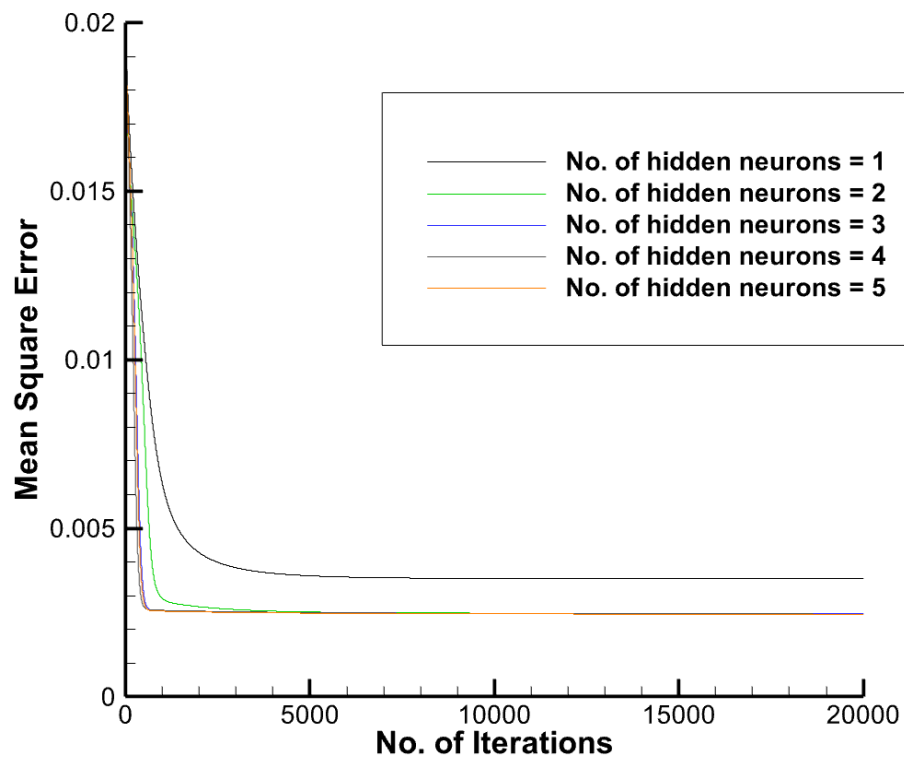 0.02
0.015
0.01
0.005
0
Mean Square Error
No. of hidden neurons = 1
No. of hidden neurons = 2
No. of hidden neurons = 3
No. of hidden neurons = 4
No. of hidden neurons = 5
0 5000 10000 15000 20000
No. of Iterations